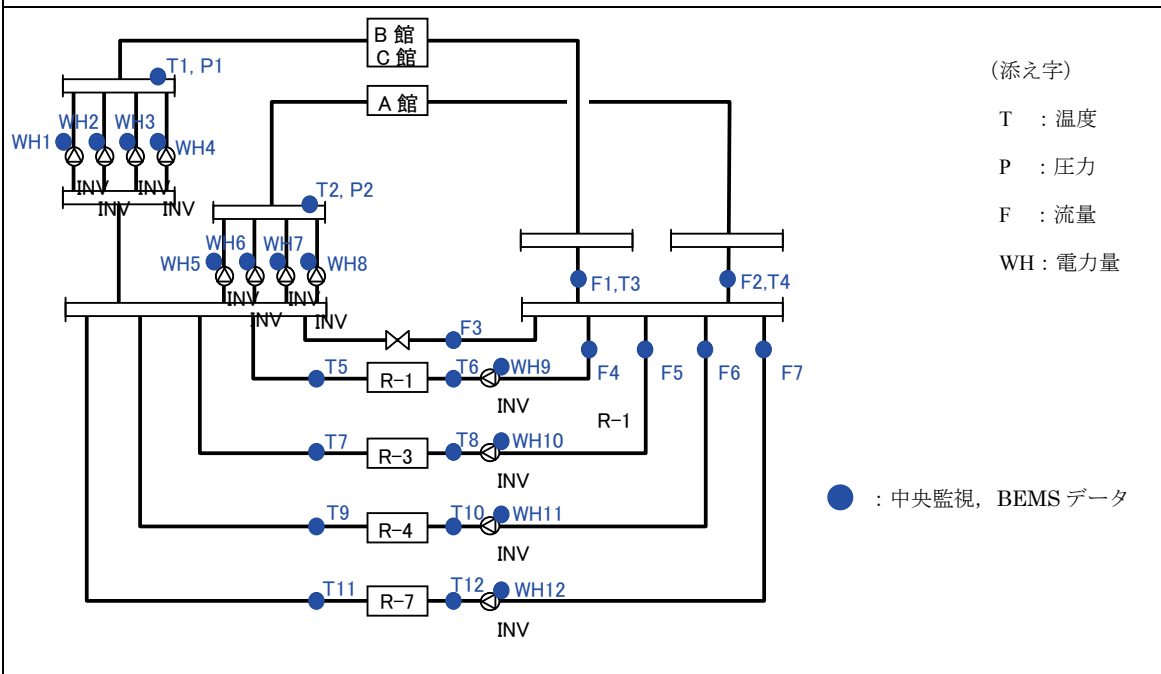 B 館
C 館
T1, P1
A 館
WH2
WH3
WH1
WH4
INV
INV
INV
INV
T2, P2
WH6
WH7
WH5
WH8
INV
INV
INV
INV
F1,T3
F2,T4
F3
T5
R-1
T6
WH9
INV
F4
F5
F6
F7
R-1
T7
R-3
T8
WH10
INV
T9
R-4
T10
WH11
INV
T11
R-7
T12
WH12
INV
（添え字）
T ：温度
P ：圧力
F ：流量
WH：電力量
：中央監視，BEMS データ